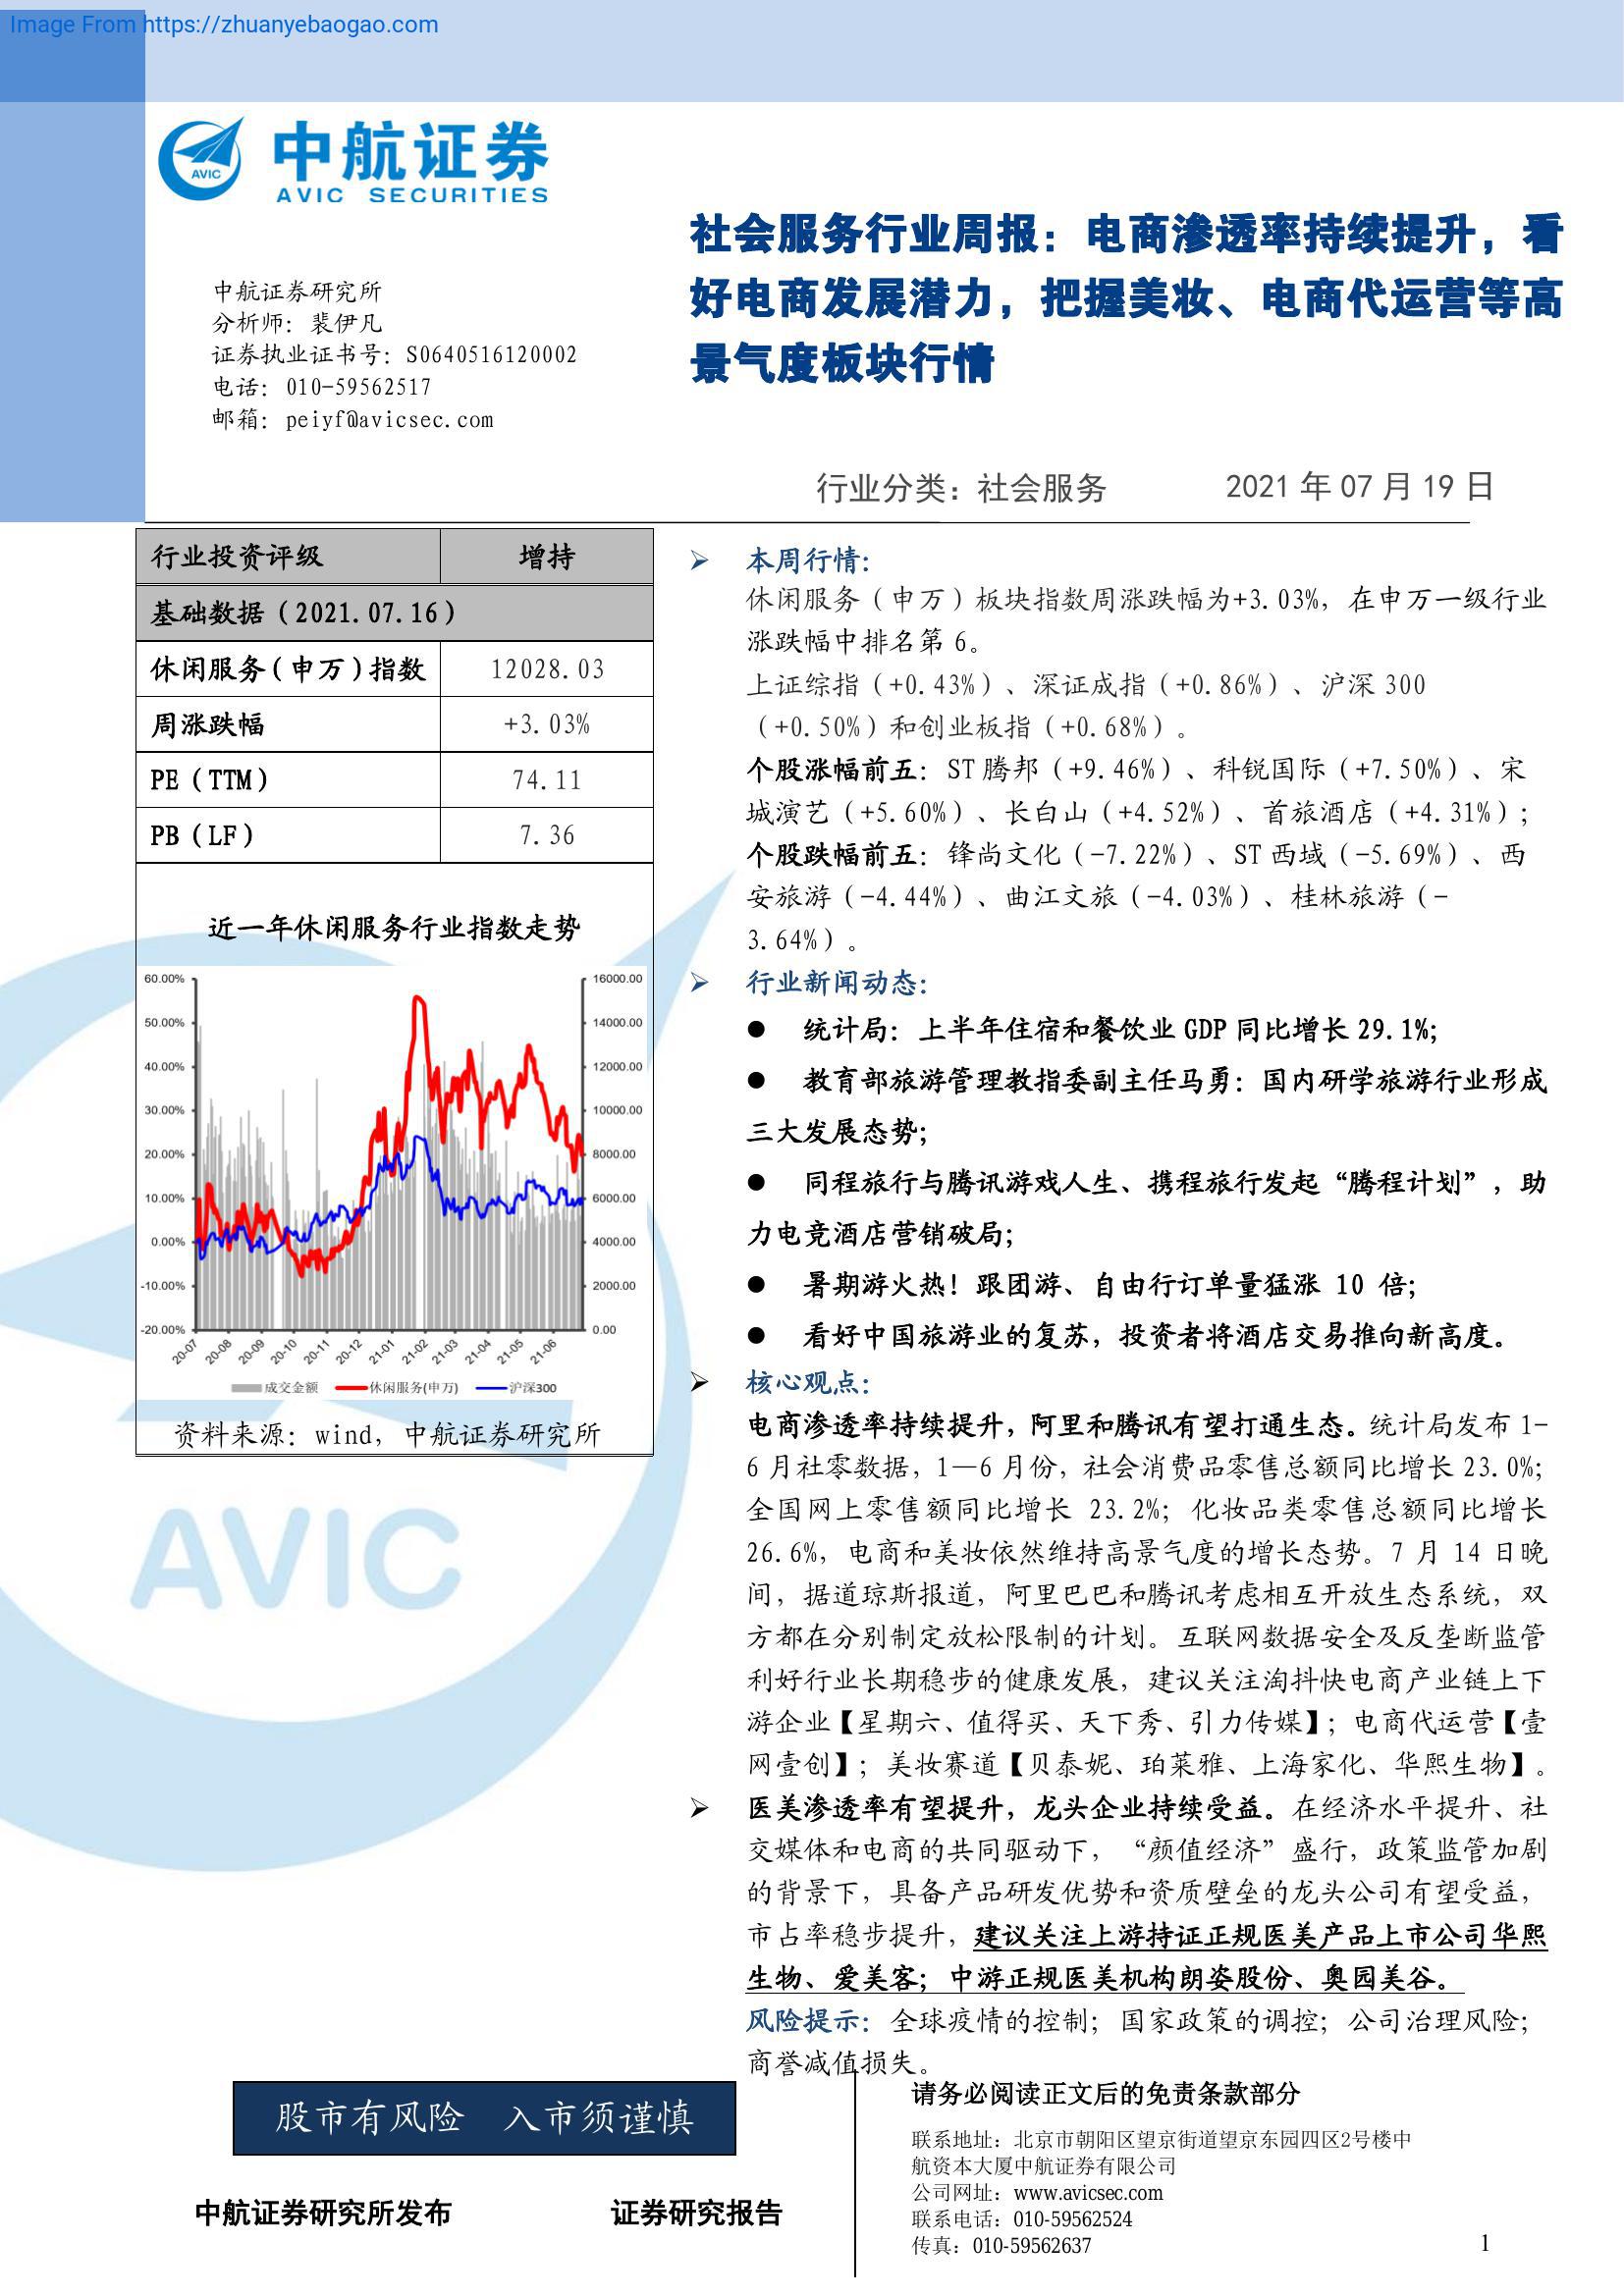 Image From https://zhuanyebaogao.com
AVIC
中航证券
AVIC SECURITIES
社会服务行业周报：电商渗透率持续提升，看
好电商发展潜力，把握美妆、电商代运营等高
景气度板块行情
中航证券研究所
分析师：裴伊凡
证券执业证书号：S0640516120002
电话：010-59562517
邮箱：peiyf@avicsec.com
行业分类：社会服务 2021 年 07 月 19 日
行业投资评级 增持
基础数据（2021.07.16）
休闲服务(申万)指数 12028.03
周涨跌幅 +3.03%
PE（TTM） 74.11
PB（LF） 7.36
近一年休闲服务行业指数走势
60.00% 16000.00
50.00% 14000.00
40.00% 12000.00
30.00% 10000.00
20.00% 8000.00
10.00% 6000.00
0.00% 4000.00
-10.00% 2000.00
-20.00% 0.00
20-07 20-08 20-09 20-10 20-11 20-12 21-01 21-02 21-03 21-04 21-05 21-06
成交金额 休闲服务(申万) 沪深300
资料来源：wind，中航证券研究所
AVIC
➢ 本周行情：
休闲服务（申万）板块指数周涨跌幅为+3.03%，在申万一级行业
涨跌幅中排名第 6。
上证综指（+0.43%）、深证成指（+0.86%）、沪深 300
（+0.50%）和创业板指（+0.68%）。
个股涨幅前五：ST 腾邦（+9.46%）、科锐国际（+7.50%）、宋
城演艺（+5.60%）、长白山（+4.52%）、首旅酒店（+4.31%）；
个股跌幅前五：锋尚文化（-7.22%）、ST 西域（-5.69%）、西
安旅游（-4.44%）、曲江文旅（-4.03%）、桂林旅游（-
3.64%）。
➢ 行业新闻动态：
● 统计局：上半年住宿和餐饮业 GDP 同比增长 29.1%；
● 教育部旅游管理教指委副主任马勇：国内研学旅游行业形成
三大发展态势；
● 同程旅行与腾讯游戏人生、携程旅行发起“腾程计划”，助
力电竞酒店营销破局；
● 暑期游火热！跟团游、自由行订单量猛涨 10 倍；
● 看好中国旅游业的复苏，投资者将酒店交易推向新高度。
➢ 核心观点：
电商渗透率持续提升，阿里和腾讯有望打通生态。统计局发布 1-
6 月社零数据，1—6 月份，社会消费品零售总额同比增长 23.0%；
全国网上零售额同比增长 23.2%；化妆品类零售总额同比增长
26.6%，电商和美妆依然维持高景气度的增长态势。7 月 14 日晚
间，据道琼斯报道，阿里巴巴和腾讯考虑相互开放生态系统，双
方都在分别制定放松限制的计划。互联网数据安全及反垄断监管
利好行业长期稳步的健康发展，建议关注淘抖快电商产业链上下
游企业【星期六、值得买、天下秀、引力传媒】；电商代运营【壹
网壹创】；美妆赛道【贝泰妮、珀莱雅、上海家化、华熙生物】。
➢ 医美渗透率有望提升，龙头企业持续受益。在经济水平提升、社
交媒体和电商的共同驱动下，“颜值经济”盛行，政策监管加剧
的背景下，具备产品研发优势和资质壁垒的龙头公司有望受益，
市占率稳步提升，建议关注上游持证正规医美产品上市公司华熙
生物、爱美客；中游正规医美机构朗姿股份、奥园美谷。
风险提示：全球疫情的控制；国家政策的调控；公司治理风险；
商誉减值损失。
股市有风险 入市须谨慎
中航证券研究所发布 证券研究报告
请务必阅读正文后的免责条款部分
联系地址：北京市朝阳区望京街道望京东园四区2号楼中
航资本大厦中航证券有限公司
公司网址：www.avicsec.com
联系电话：010-59562524
传真：010-59562637
1